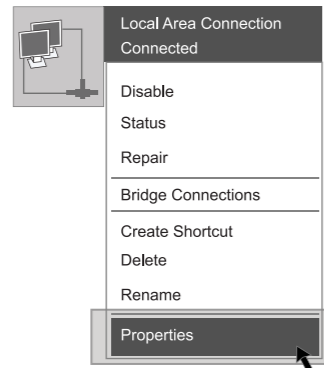 Local Area Connection
Connected
Disable
Status
Repair
Bridge Connections
Create Shortcut
Delete
Rename
Properties